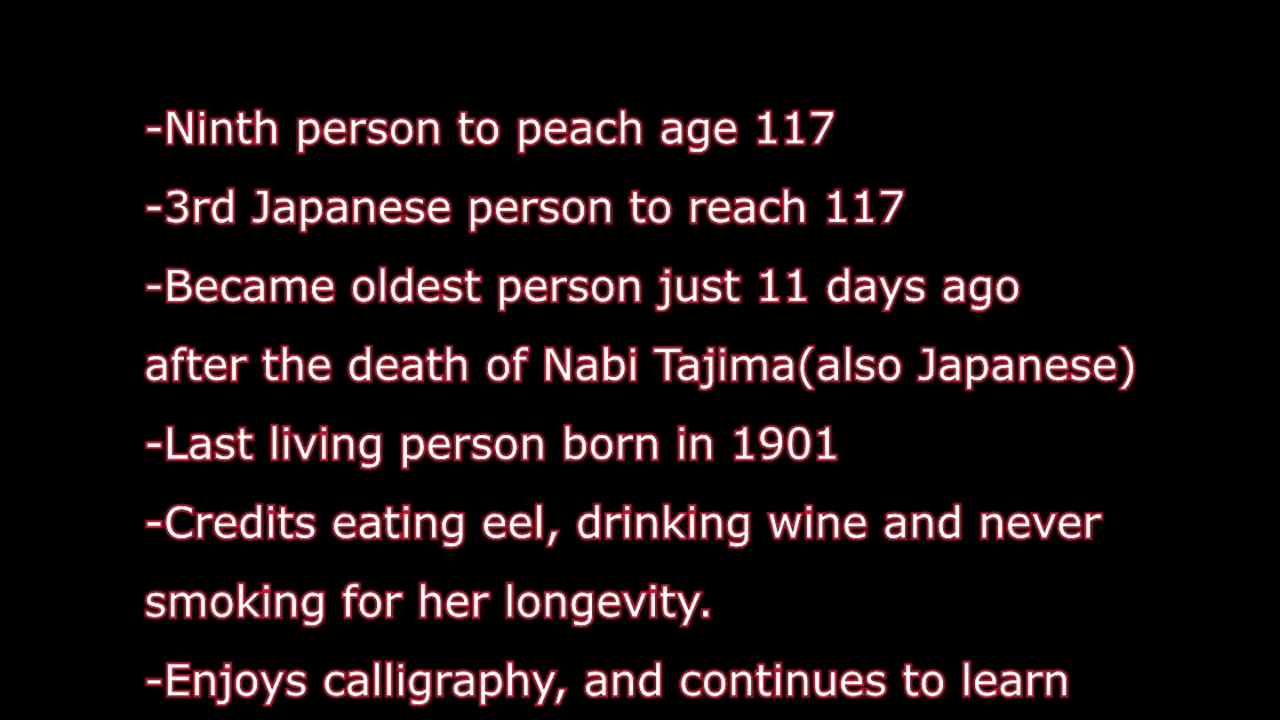 -Ninth person to peach age 117
-3rd Japanese person to reach 117
-Became oldest person just 11 days ago
after the death of Nabi Tajima(also Japanese)
-Last living person born in 1901
-Credits eating eel, drinking wine and never
smoking for her longevity.
-Enjoys calligraphy, and continues to learn